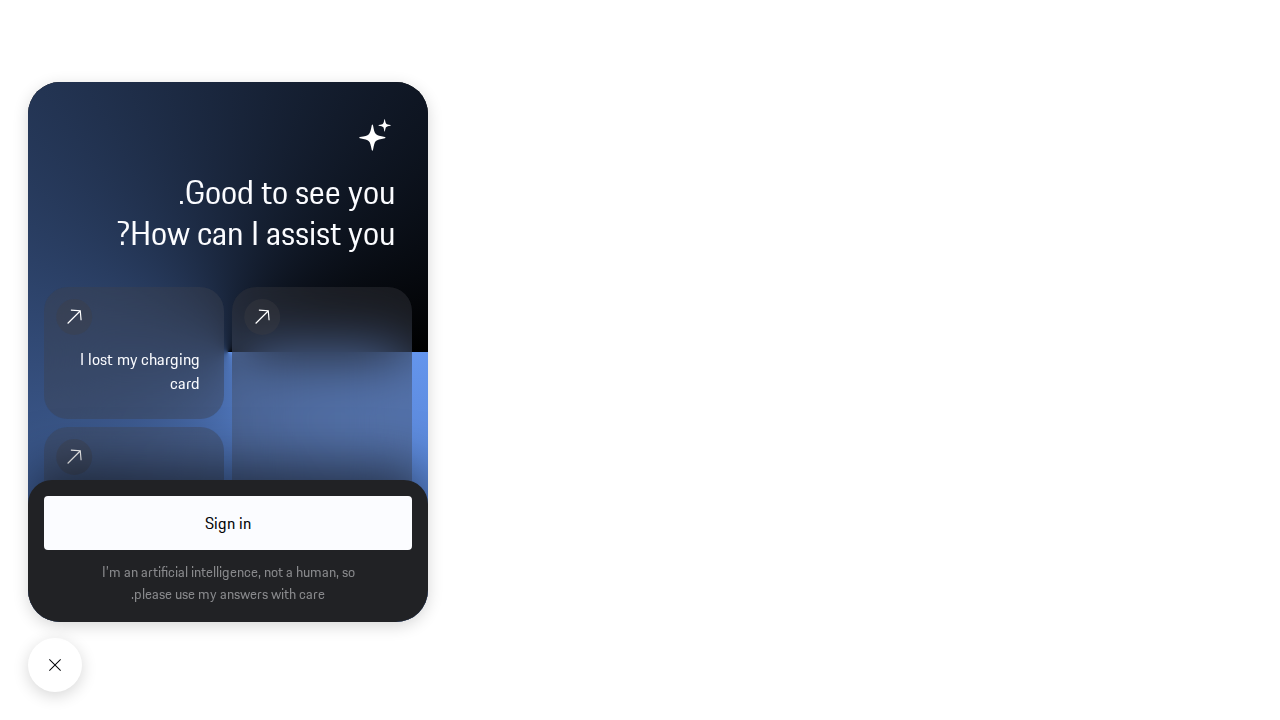 Good to see you.
How can I assist you?
I lost my charging
card
Sign in
I'm an artificial intelligence, not a human, so
please use my answers with care.